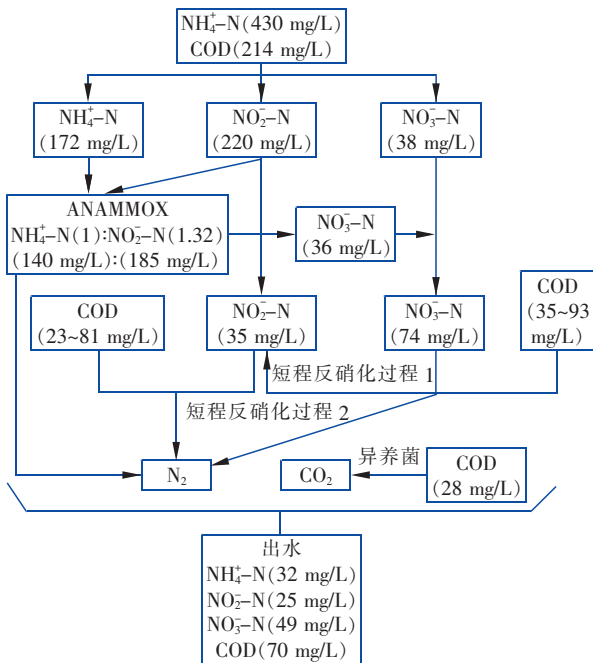 NH₄⁺-N(430 mg/L)
COD(214 mg/L)
NH₄⁺-N
(172 mg/L)
NO₂⁻-N
(220 mg/L)
NO₃⁻-N
(38 mg/L)
ANAMMOX
NH₄⁺-N(1):NO₂⁻-N(1.32)
(140 mg/L):(185 mg/L)
NO₃⁻-N
(36 mg/L)
COD
(23~81 mg/L)
NO₂⁻-N
(35 mg/L)
NO₃⁻-N
(74 mg/L)
COD
(35~93
mg/L)
短程反硝化过程 1
短程反硝化过程 2
N₂
CO₂
异养菌
COD
(28 mg/L)
出水
NH₄⁺-N(32 mg/L)
NO₂⁻-N(25 mg/L)
NO₃⁻-N(49 mg/L)
COD(70 mg/L)